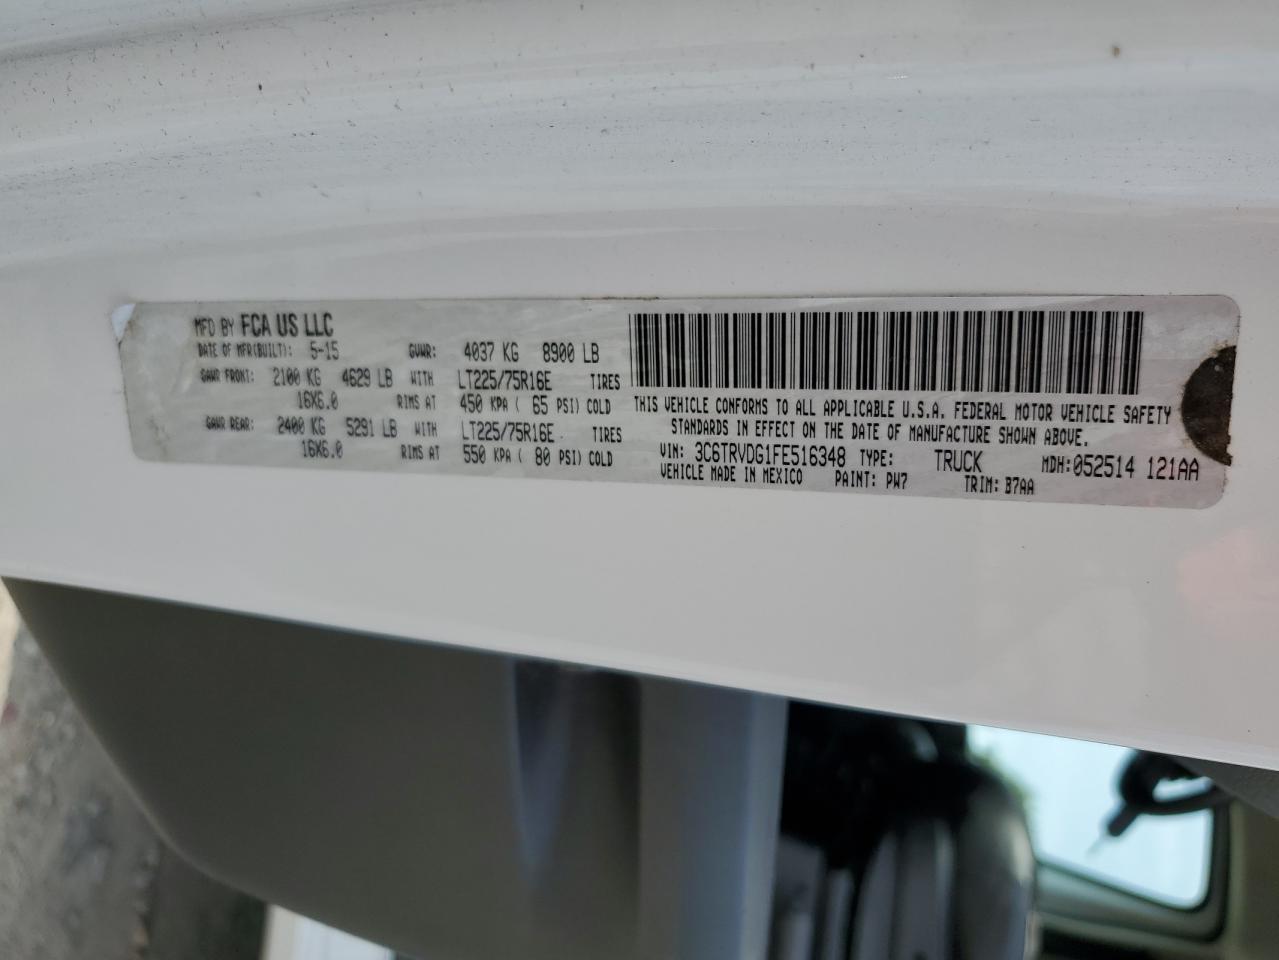 MFD BY FCA US LLC
DATE OF MFR(BUILT): 5-15 GVWR: 4037 KG 8900 LB
GAWR FRONT: 2100 KG 4629 LB WITH LT225/75R16E TIRES
16X6.0 RIMS AT 450 KPA ( 65 PSI) COLD
GAWR REAR: 2400 KG 5291 LB WITH LT225/75R16E TIRES
16X6.0 RIMS AT 550 KPA ( 80 PSI) COLD
THIS VEHICLE CONFORMS TO ALL APPLICABLE U.S.A. FEDERAL MOTOR VEHICLE SAFETY
STANDARDS IN EFFECT ON THE DATE OF MANUFACTURE SHOWN ABOVE.
VIN: 3C6TRVDG1FE516348 TYPE: TRUCK MDH:052514 121AA
VEHICLE MADE IN MEXICO PAINT: PW7 TRIM: B7AA